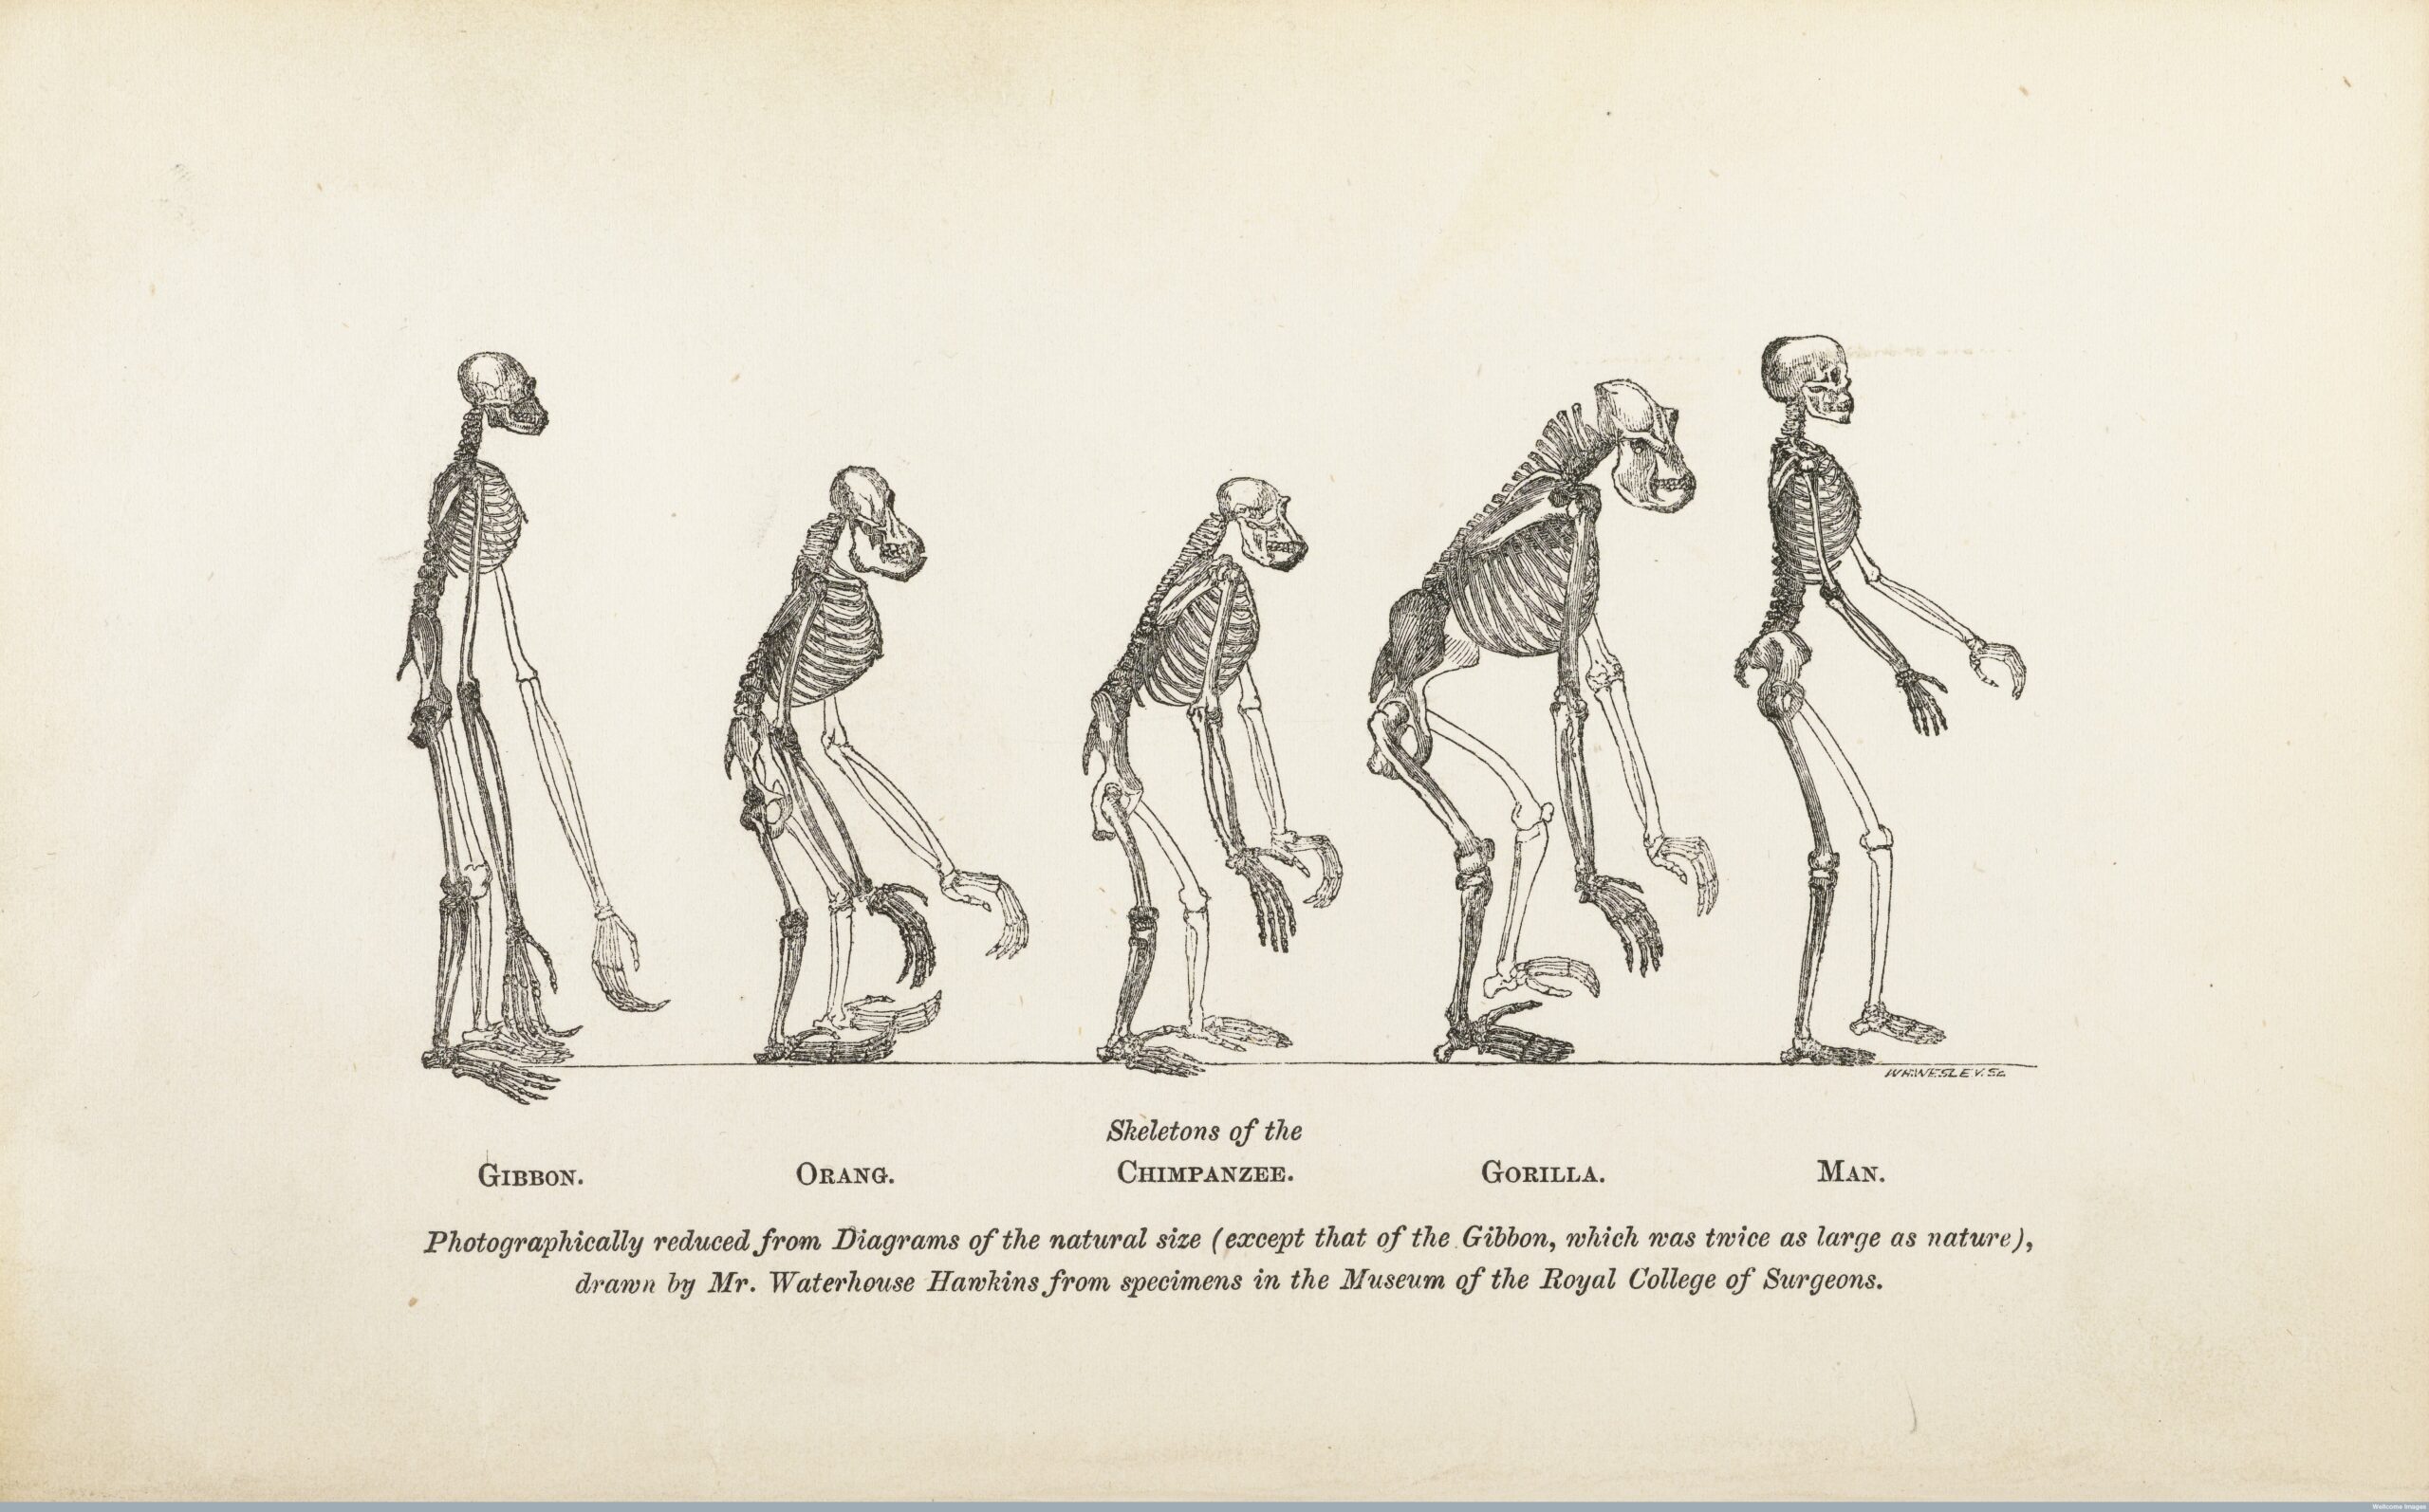 W.H.WESLEY. Sc.
Skeletons of the
GIBBON. ORANG. CHIMPANZEE. GORILLA. MAN.
Photographically reduced from Diagrams of the natural size (except that of the Gibbon, which was twice as large as nature),
drawn by Mr. Waterhouse Hawkins from specimens in the Museum of the Royal College of Surgeons.
Wellcome Images